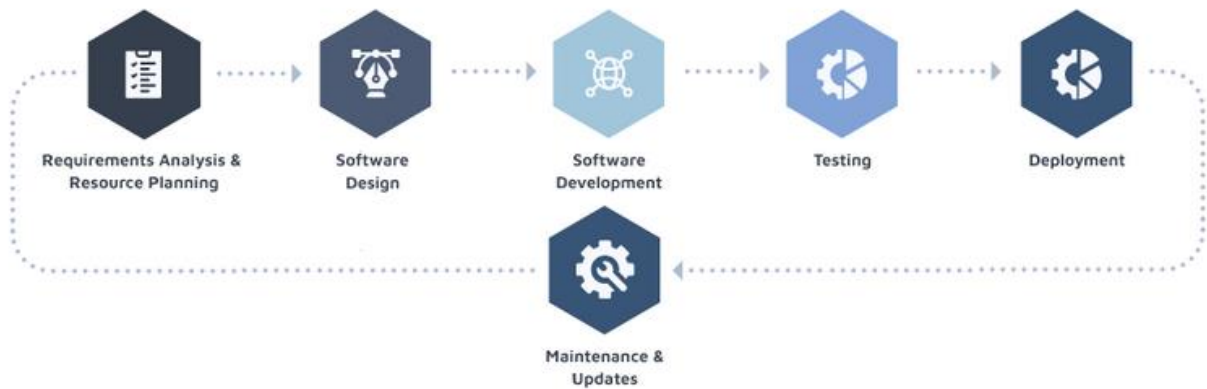 Requirements Analysis &
Resource Planning
Software
Design
Software
Development
Testing
Deployment
Maintenance &
Updates